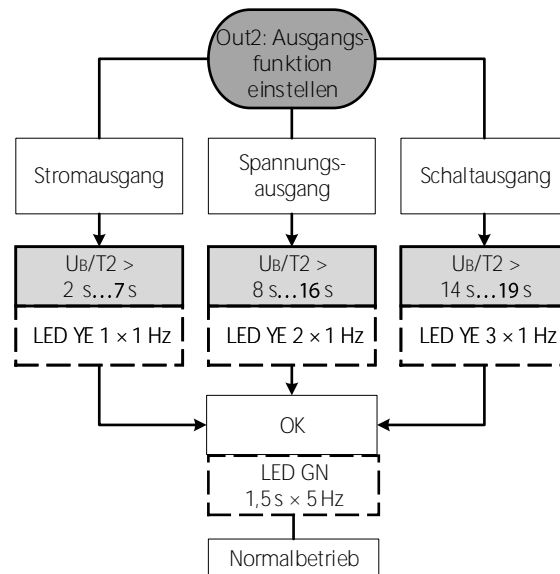 Out2: Ausgangs-
funktion
einstellen
Stromausgang
Spannungs-
ausgang
Schaltausgang
UB/T2 >
2 s...7 s
LED YE 1 × 1 Hz
UB/T2 >
8 s...16 s
LED YE 2 × 1 Hz
UB/T2 >
14 s...19 s
LED YE 3 × 1 Hz
OK
LED GN
1,5 s × 5 Hz
Normalbetrieb